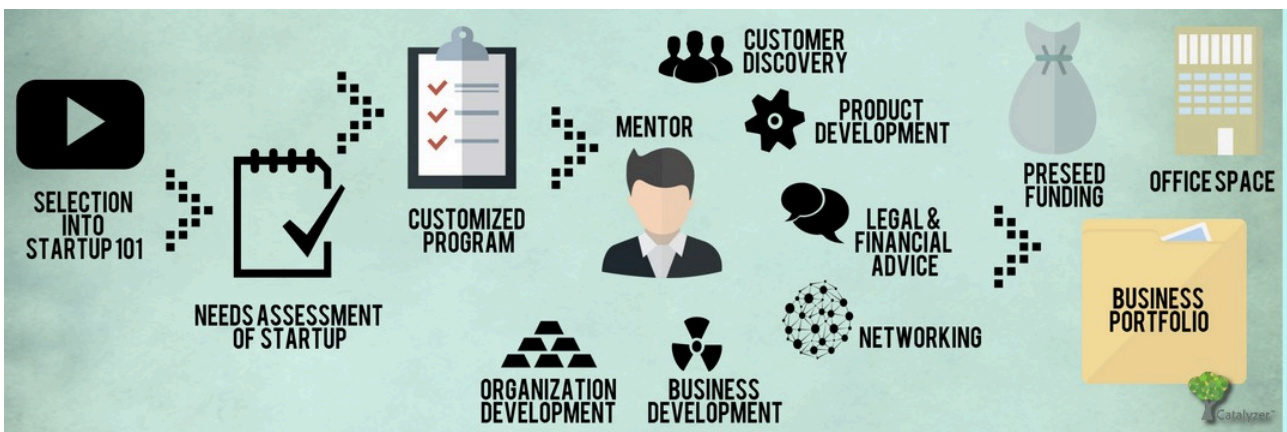 SELECTION
INTO
STARTUP 101
NEEDS ASSESSMENT
OF STARTUP
CUSTOMIZED
PROGRAM
MENTOR
CUSTOMER
DISCOVERY
PRODUCT
DEVELOPMENT
LEGAL &
FINANCIAL
ADVICE
NETWORKING
ORGANIZATION
DEVELOPMENT
BUSINESS
DEVELOPMENT
PRESEED
FUNDING
OFFICE SPACE
BUSINESS
PORTFOLIO
Catalyzer